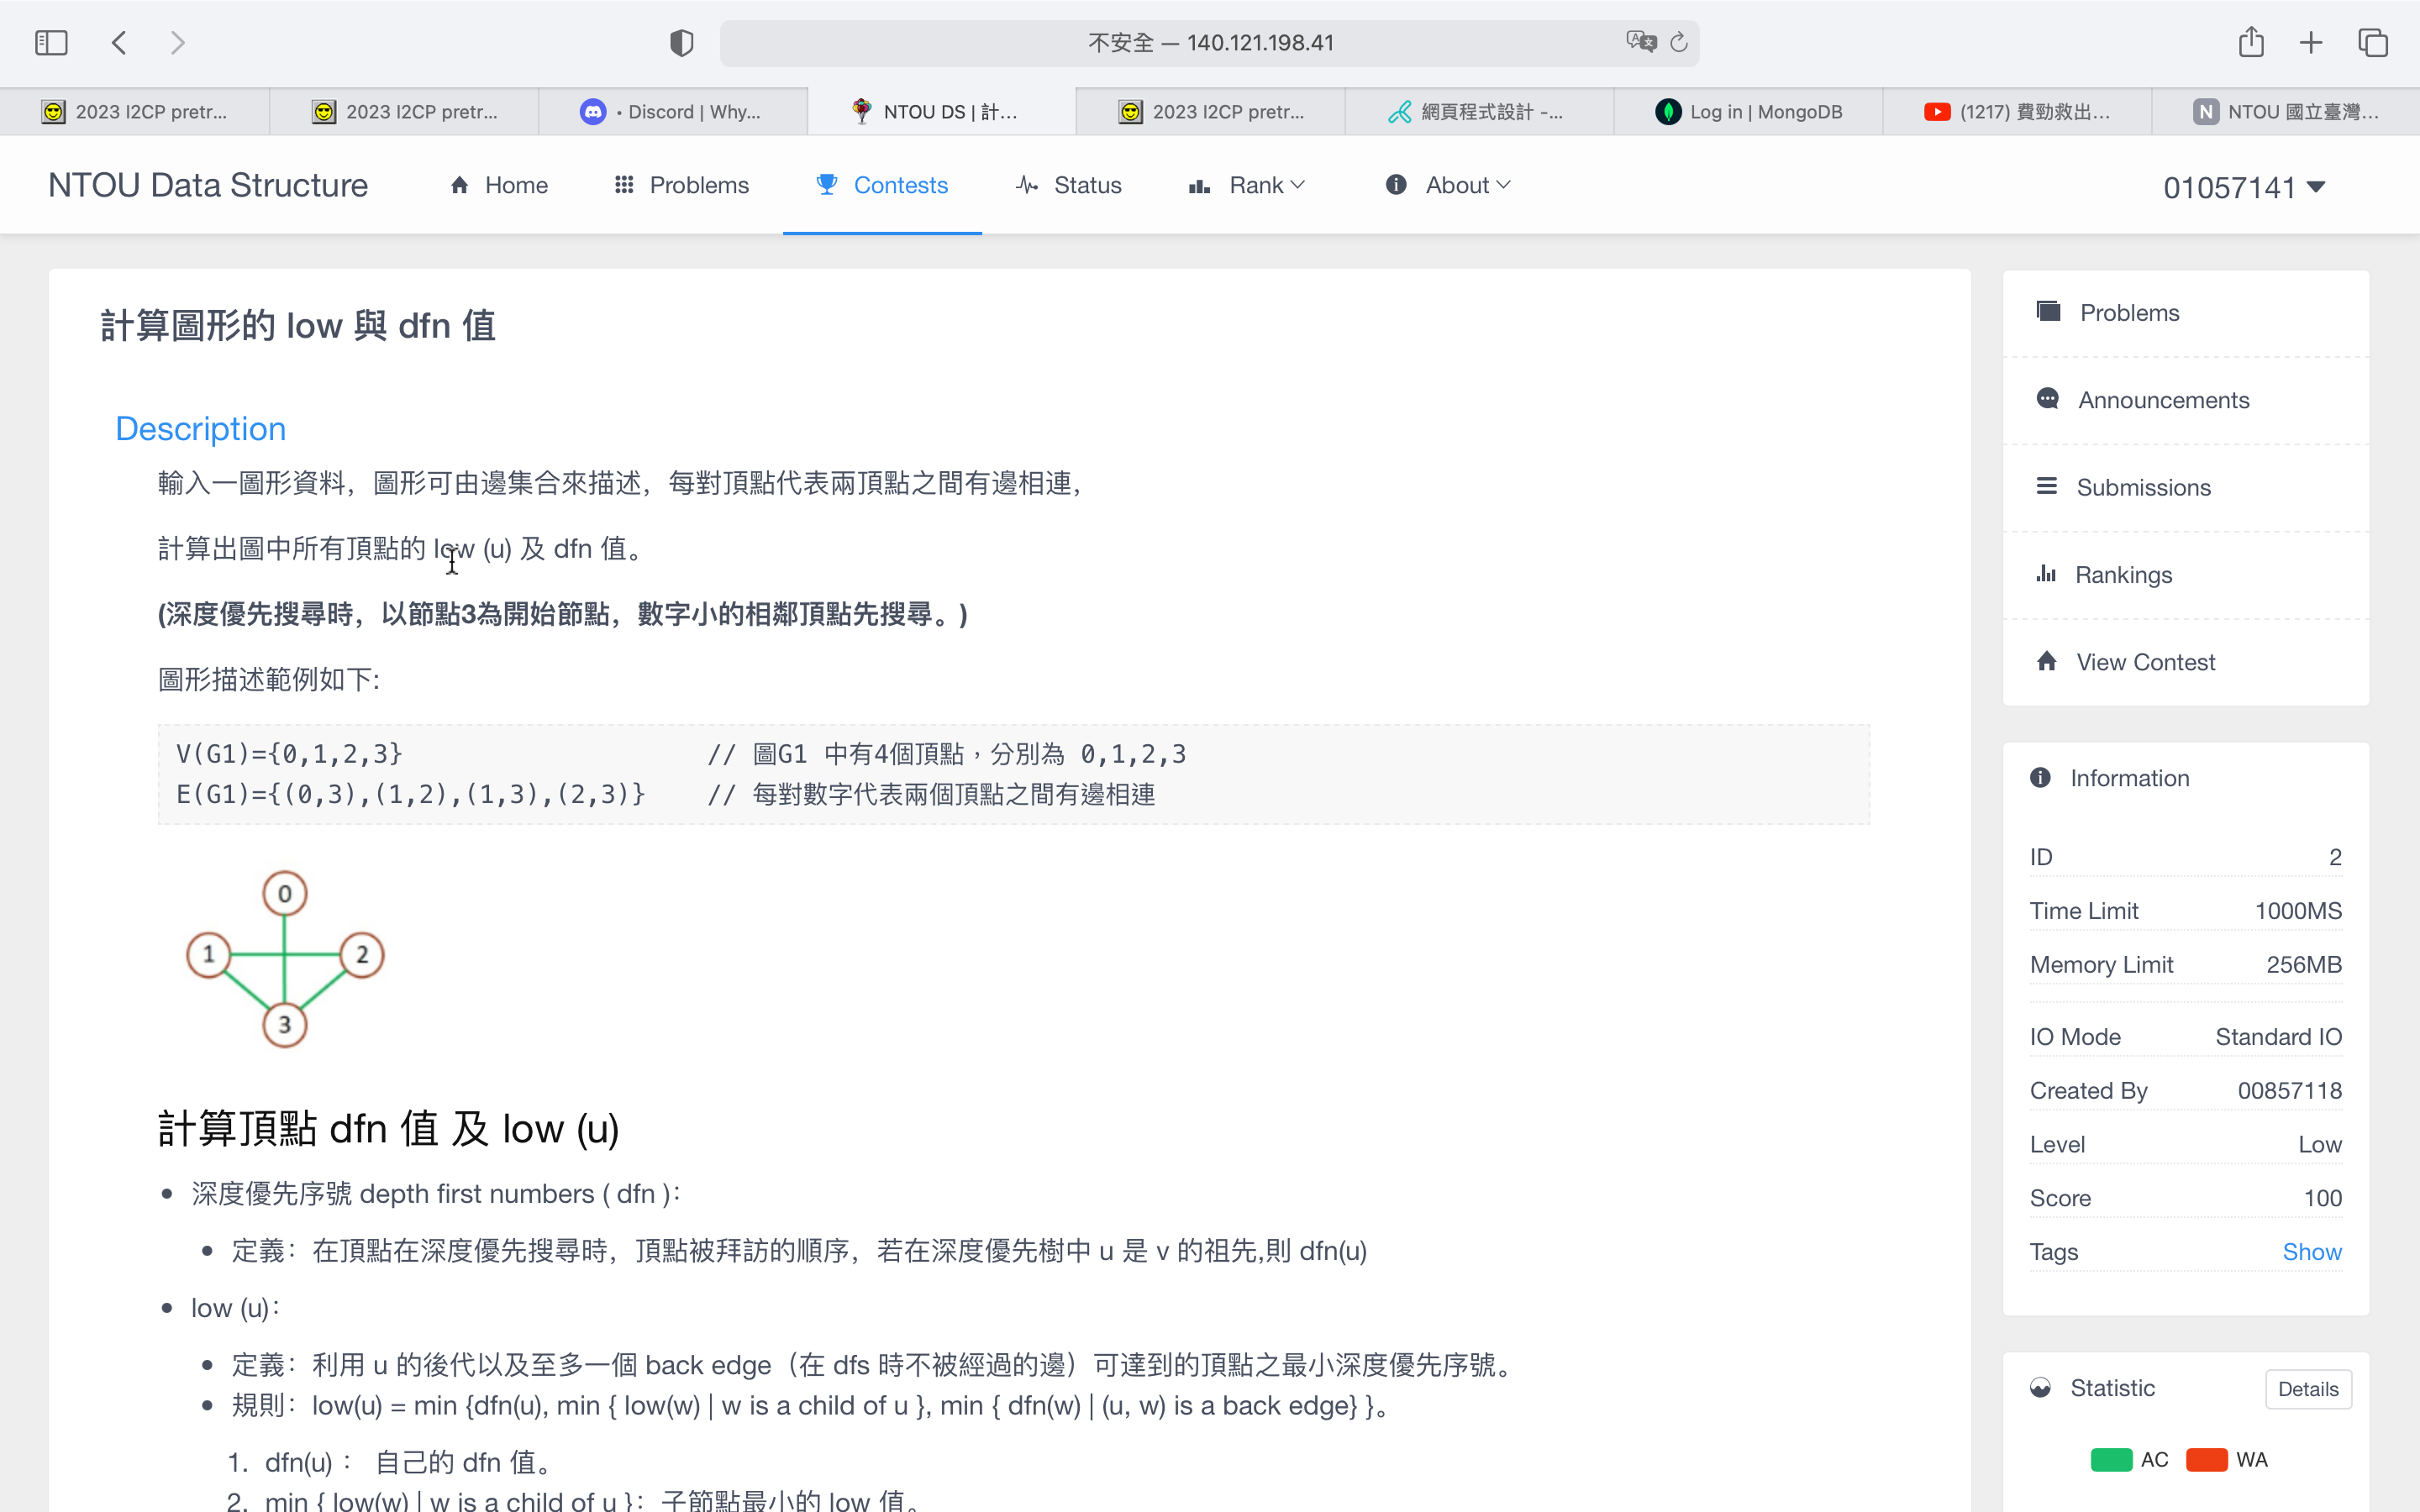 不安全 — 140.121.198.41
2023 I2CP pretr...
2023 I2CP pretr...
• Discord | Why...
NTOU DS | 計...
2023 I2CP pretr...
網頁程式設計 -...
Log in | MongoDB
(1217) 費勁救出...
N NTOU 國立臺灣...
NTOU Data Structure
Home
Problems
Contests
Status
Rank
About
01057141
計算圖形的 low 與 dfn 值
Description
輸入一圖形資料，圖形可由邊集合來描述，每對頂點代表兩頂點之間有邊相連，
計算出圖中所有頂點的 low (u) 及 dfn 值。
(深度優先搜尋時，以節點3為開始節點，數字小的相鄰頂點先搜尋。)
圖形描述範例如下:
V(G1)={0,1,2,3} // 圖G1 中有4個頂點，分別為 0,1,2,3
E(G1)={(0,3),(1,2),(1,3),(2,3)} // 每對數字代表兩個頂點之間有邊相連
0
1
2
3
計算頂點 dfn 值 及 low (u)
• 深度優先序號 depth first numbers ( dfn )：
• 定義：在頂點在深度優先搜尋時，頂點被拜訪的順序，若在深度優先樹中 u 是 v 的祖先,則 dfn(u)
• low (u)：
• 定義：利用 u 的後代以及至多一個 back edge（在 dfs 時不被經過的邊）可達到的頂點之最小深度優先序號。
• 規則：low(u) = min {dfn(u), min { low(w) | w is a child of u }, min { dfn(w) | (u, w) is a back edge} }。
1. dfn(u) ： 自己的 dfn 值。
2. min { low(w) | w is a child of u }：子節點最小的 low 值。
Problems
Announcements
Submissions
Rankings
View Contest
Information
ID 2
Time Limit 1000MS
Memory Limit 256MB
IO Mode Standard IO
Created By 00857118
Level Low
Score 100
Tags Show
Statistic Details
AC WA